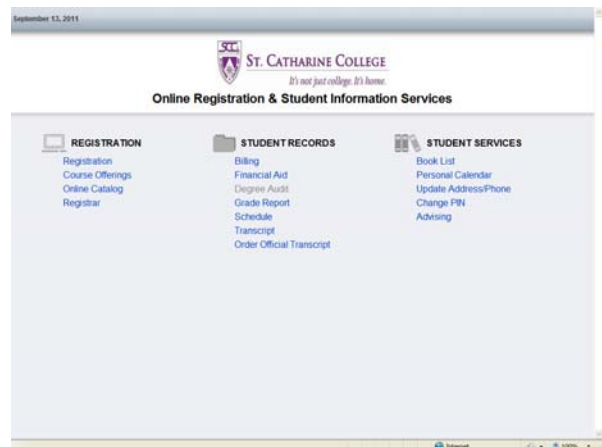 September 13, 2011
SCC
ST. CATHARINE COLLEGE
It's not just college. It's home.
Online Registration & Student Information Services
REGISTRATION
Registration
Course Offerings
Online Catalog
Registrar
STUDENT RECORDS
Billing
Financial Aid
Degree Audit
Grade Report
Schedule
Transcript
Order Official Transcript
STUDENT SERVICES
Book List
Personal Calendar
Update Address/Phone
Change PIN
Advising
Internet
100%